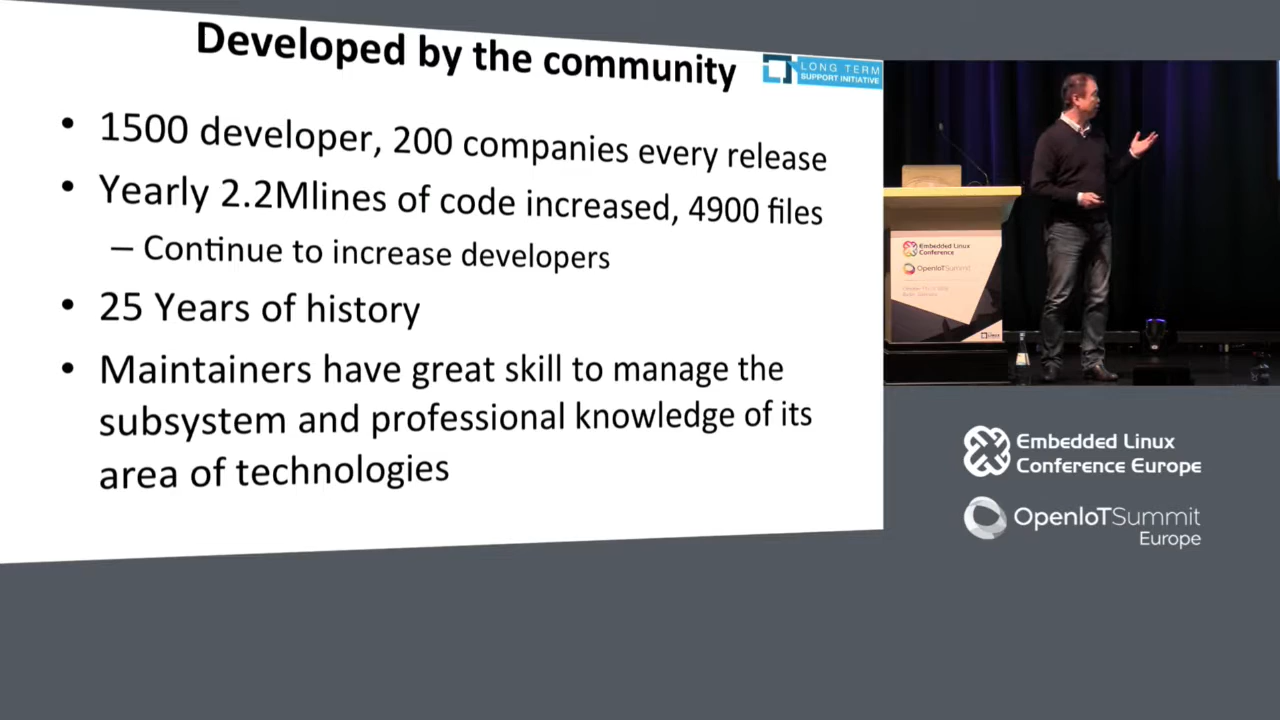 Developed by the community
LONG TERM
SUPPORT INITIATIVE
• 1500 developer, 200 companies every release
• Yearly 2.2Mlines of code increased, 4900 files
– Continue to increase developers
• 25 Years of history
• Maintainers have great skill to manage the
subsystem and professional knowledge of its
area of technologies
Embedded Linux
Conference
OpenIoTSummit
Embedded Linux
Conference Europe
OpenIoTSummit
Europe